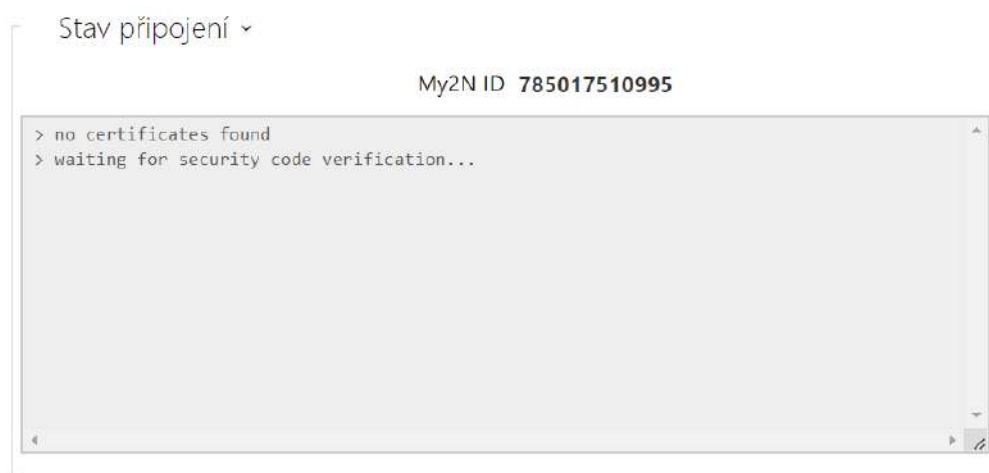 Stav připojení
My2N ID 785017510995
> no certificates found
> waiting for security code verification...